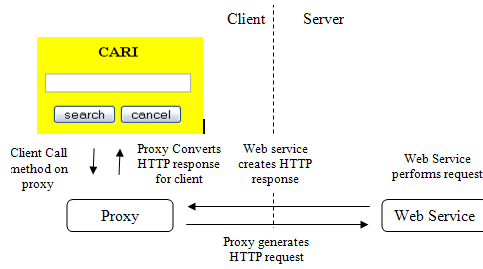 Client
Server
CARI
search
cancel
Client Call
method on
proxy
Proxy Converts
HTTP response
for client
Web service
creates HTTP
response
Web Service
performs request
Proxy
Web Service
Proxy generates
HTTP request